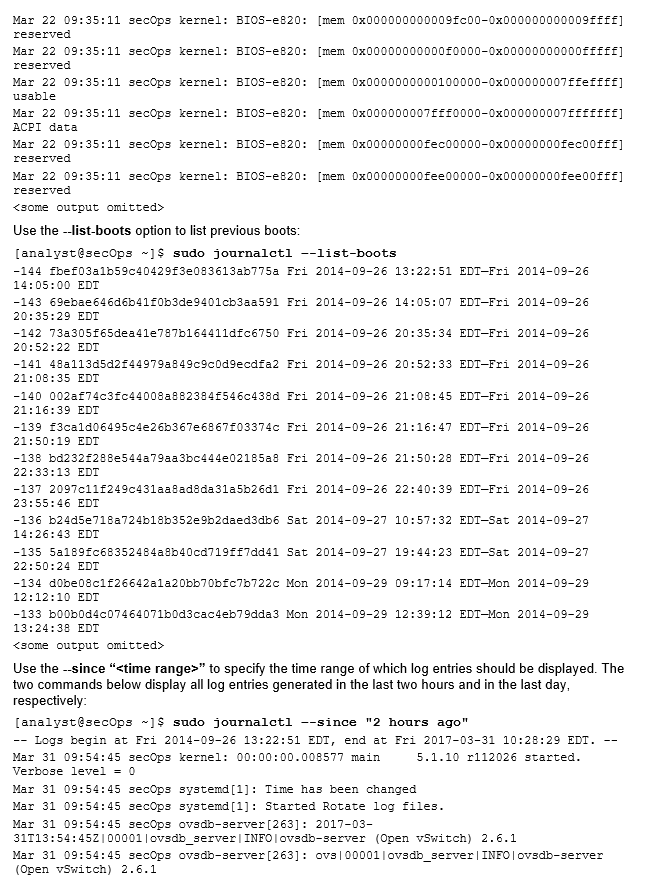 Mar 22 09:35:11 secOps kernel: BIOS-e820: [mem 0x000000000009fc00-0x000000000009ffff]
reserved
Mar 22 09:35:11 secOps kernel: BIOS-e820: [mem 0x00000000000f0000-0x00000000000fffff]
reserved
Mar 22 09:35:11 secOps kernel: BIOS-e820: [mem 0x0000000000100000-0x000000007ffeffff]
usable
Mar 22 09:35:11 secOps kernel: BIOS-e820: [mem 0x000000007fff0000-0x000000007fffffff]
ACPI data
Mar 22 09:35:11 secOps kernel: BIOS-e820: [mem 0x00000000fec00000-0x00000000fec00fff]
reserved
Mar 22 09:35:11 secOps kernel: BIOS-e820: [mem 0x00000000fee00000-0x00000000fee00fff]
reserved
<some output omitted>
Use the --list-boots option to list previous boots:
[analyst@secOps ~]$ sudo journalctl --list-boots
-144 fbef03a1b59c40429f3e083613ab775a Fri 2014-09-26 13:22:51 EDT—Fri 2014-09-26
14:05:00 EDT
-143 69ebae646d6b41f0b3de9401cb3aa591 Fri 2014-09-26 14:05:07 EDT—Fri 2014-09-26
20:35:29 EDT
-142 73a305f65dea41e787b164411dfc6750 Fri 2014-09-26 20:35:34 EDT—Fri 2014-09-26
20:52:22 EDT
-141 48a113d5d2f44979a849c9c0d9ecdfa2 Fri 2014-09-26 20:52:33 EDT—Fri 2014-09-26
21:08:35 EDT
-140 002af74c3fc44008a882384f546c438d Fri 2014-09-26 21:08:45 EDT—Fri 2014-09-26
21:16:39 EDT
-139 f3ca1d06495c4e26b367e6867f03374c Fri 2014-09-26 21:16:47 EDT—Fri 2014-09-26
21:50:19 EDT
-138 bd232f288e544a79aa3bc444e02185a8 Fri 2014-09-26 21:50:28 EDT—Fri 2014-09-26
22:33:13 EDT
-137 2097c11f249c431aa8ad8da31a5b26d1 Fri 2014-09-26 22:40:39 EDT—Fri 2014-09-26
23:55:46 EDT
-136 b24d5e718a724b18b352e9b2daed3db6 Sat 2014-09-27 10:57:32 EDT—Sat 2014-09-27
14:26:43 EDT
-135 5a189fc68352484a8b40cd719ff7dd41 Sat 2014-09-27 19:44:23 EDT—Sat 2014-09-27
22:50:24 EDT
-134 d0be08c1f26642a1a20bb70bfc7b722c Mon 2014-09-29 09:17:14 EDT—Mon 2014-09-29
12:12:10 EDT
-133 b00b0d4c07464071b0d3cac4eb79dda3 Mon 2014-09-29 12:39:12 EDT—Mon 2014-09-29
13:24:38 EDT
<some output omitted>
Use the --since “<time range>” to specify the time range of which log entries should be displayed. The
two commands below display all log entries generated in the last two hours and in the last day,
respectively:
[analyst@secOps ~]$ sudo journalctl --since "2 hours ago"
-- Logs begin at Fri 2014-09-26 13:22:51 EDT, end at Fri 2017-03-31 10:28:29 EDT. --
Mar 31 09:54:45 secOps kernel: 00:00:00.008577 main     5.1.10 r112026 started.
Verbose level = 0
Mar 31 09:54:45 secOps systemd[1]: Time has been changed
Mar 31 09:54:45 secOps systemd[1]: Started Rotate log files.
Mar 31 09:54:45 secOps ovsdb-server[263]: 2017-03-
31T13:54:45Z|00001|ovsdb_server|INFO|ovsdb-server (Open vSwitch) 2.6.1
Mar 31 09:54:45 secOps ovsdb-server[263]: ovs|00001|ovsdb_server|INFO|ovsdb-server
(Open vSwitch) 2.6.1